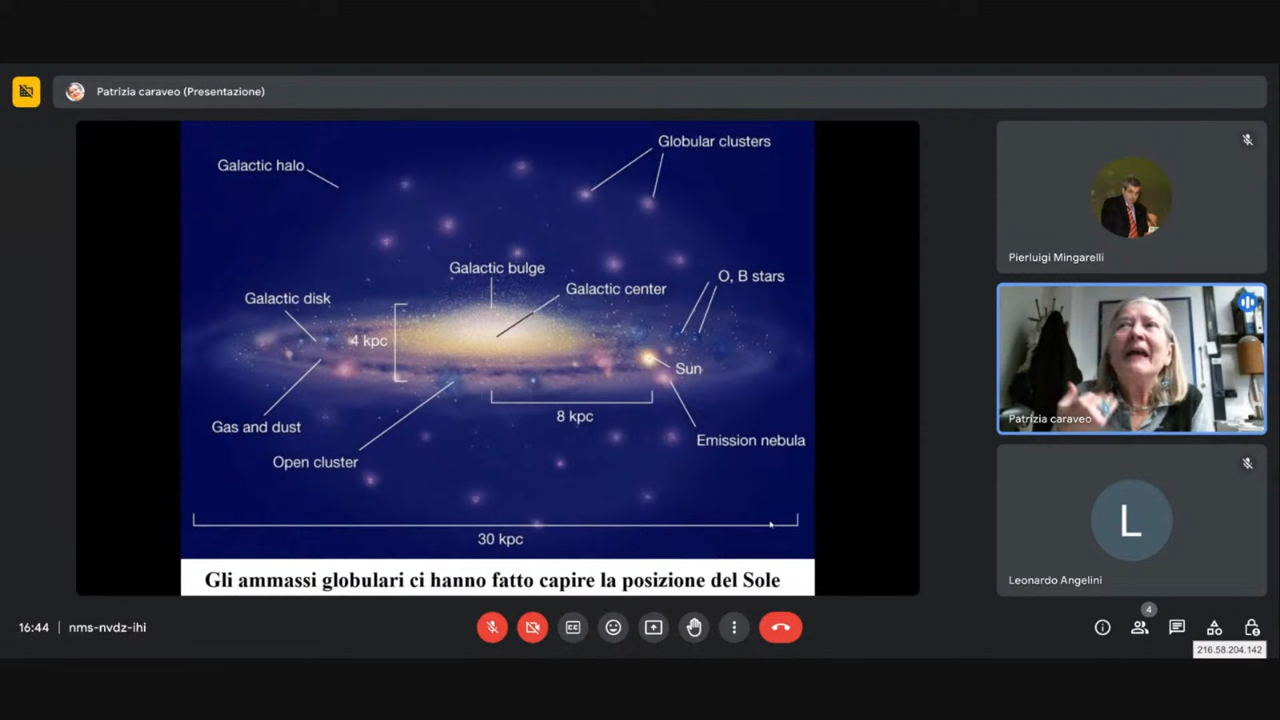 Patrizia caraveo (Presentazione)
Globular clusters
Galactic halo
Galactic bulge
O, B stars
Galactic center
Galactic disk
4 kpc
Sun
8 kpc
Gas and dust
Emission nebula
Open cluster
30 kpc
Gli ammassi globulari ci hanno fatto capire la posizione del Sole
Pierluigi Mingarelli
Patrizia caraveo
L
Leonardo Angelini
16:44 | nms-nvdz-ihi
CC
4
216.58.204.142